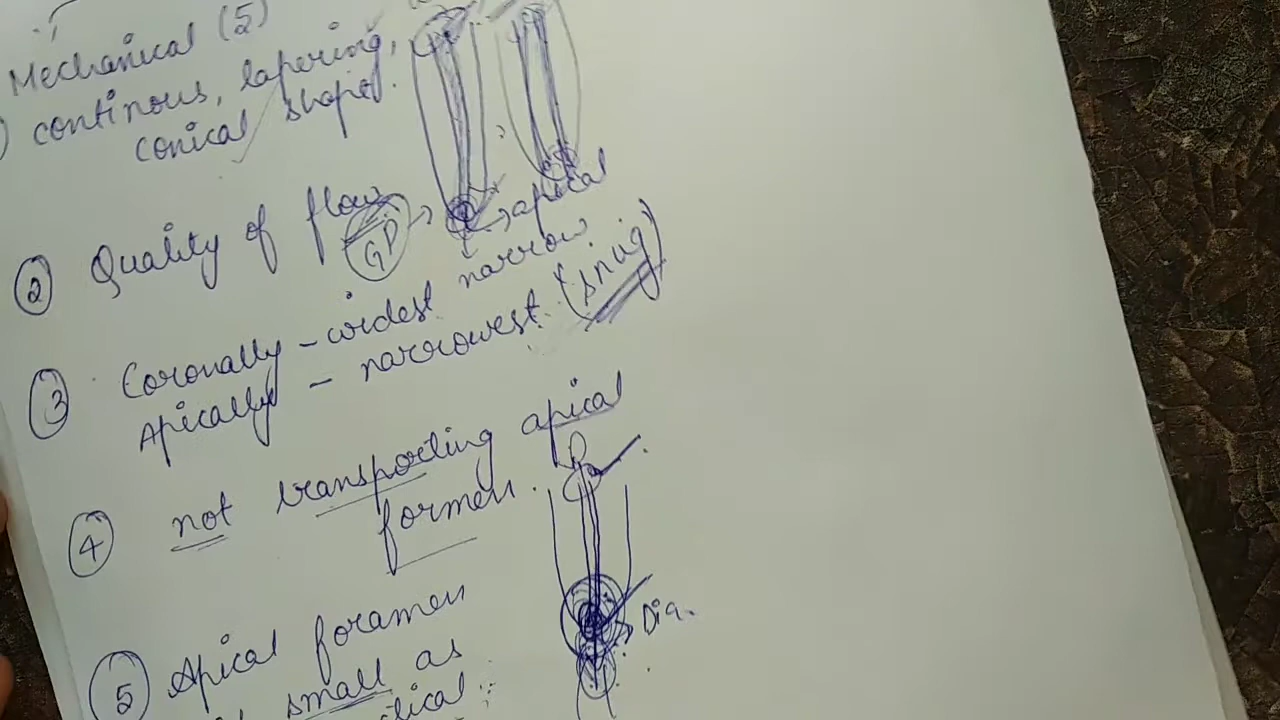 Mechanical (5)
continous, tapering,
conical shape.
② Quality of flow
GP
apical
③ Coronally - widest narrow
Apically - narrowest. (snug)
④ not transporting apical
formen.
Dia.
⑤ Apical foramen
small as